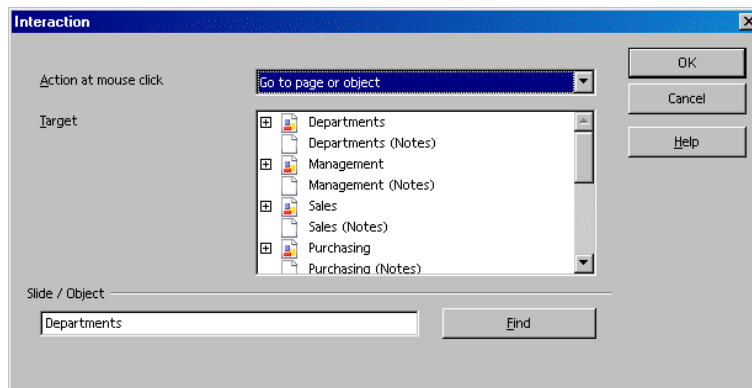 Interaction
Action at mouse click
Go to page or object
OK
Cancel
Help
Target
Departments
Departments (Notes)
Management
Management (Notes)
Sales
Sales (Notes)
Purchasing
Purchasing (Notes)
Slide / Object
Departments
Find